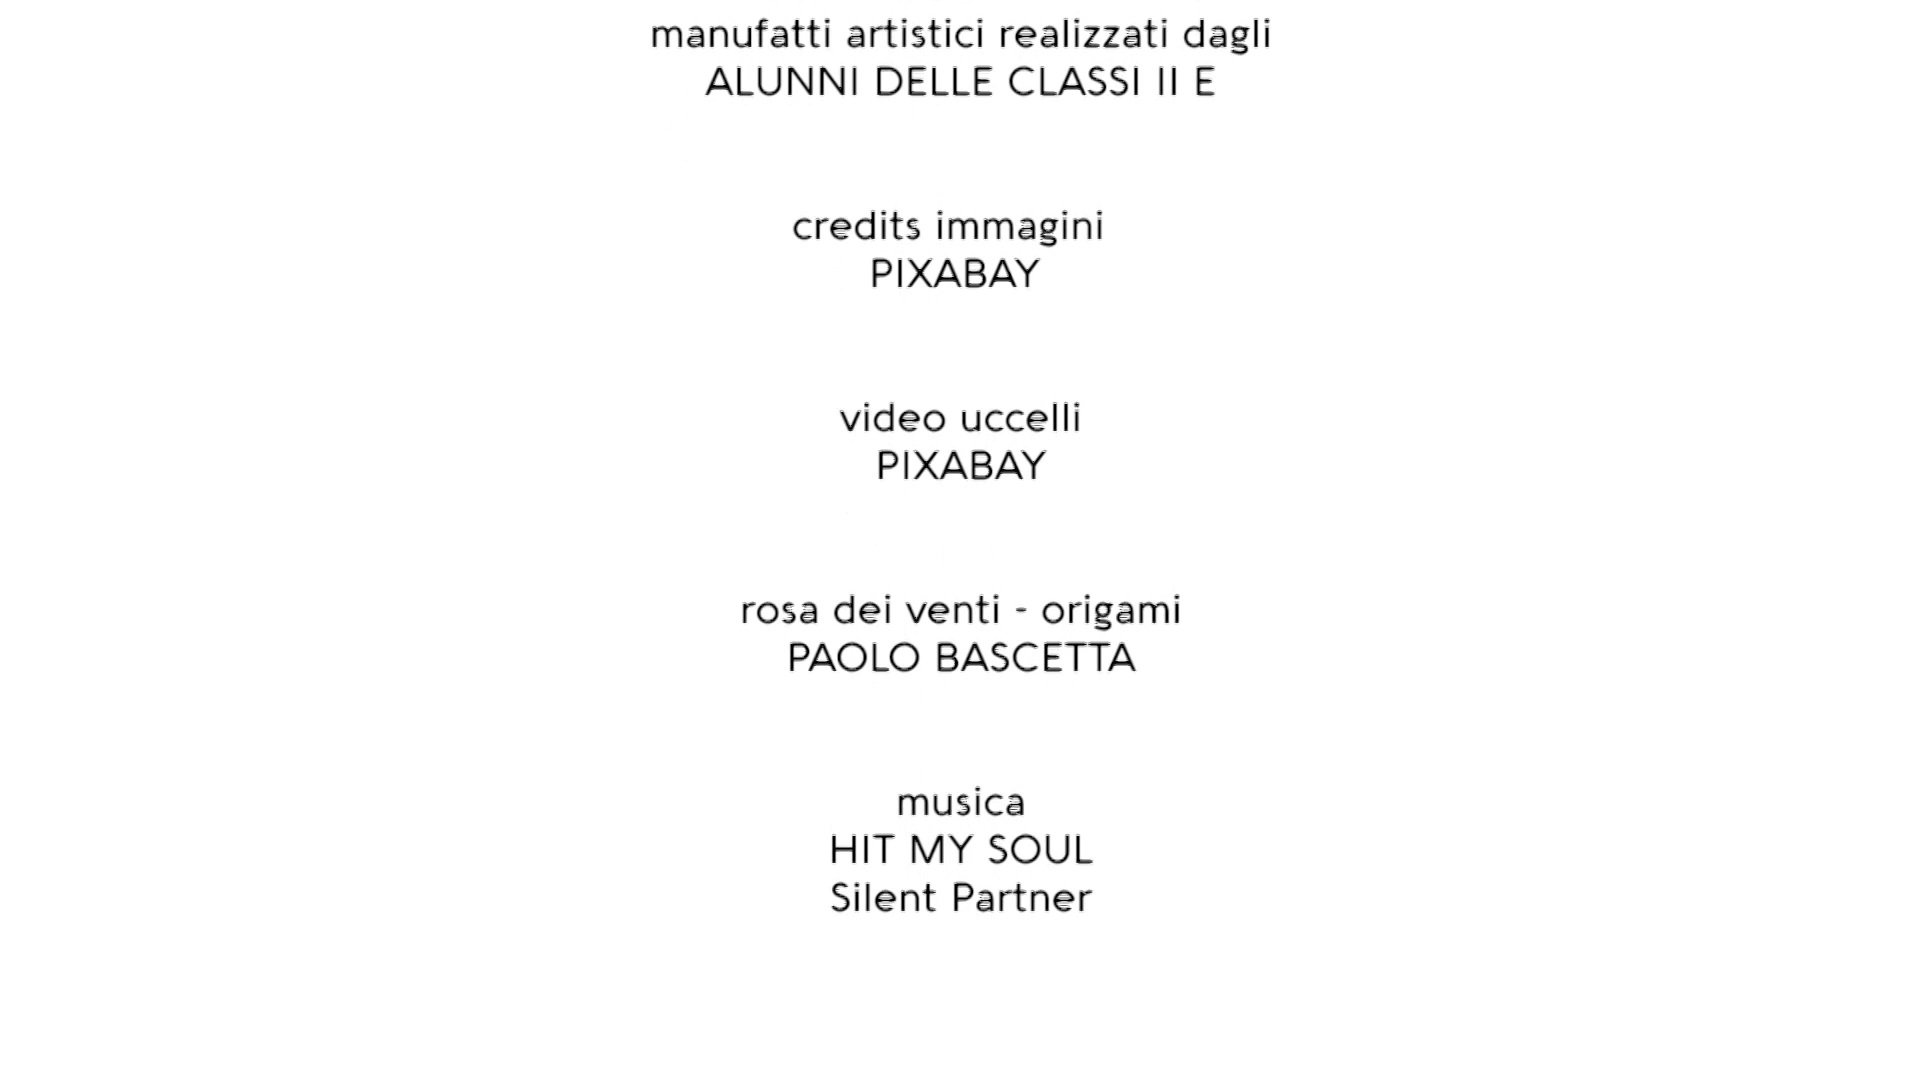 manufatti artistici realizzati dagli
ALUNNI DELLE CLASSI II E
credits immagini
PIXABAY
video uccelli
PIXABAY
rosa dei venti - origami
PAOLO BASCETTA
musica
HIT MY SOUL
Silent Partner